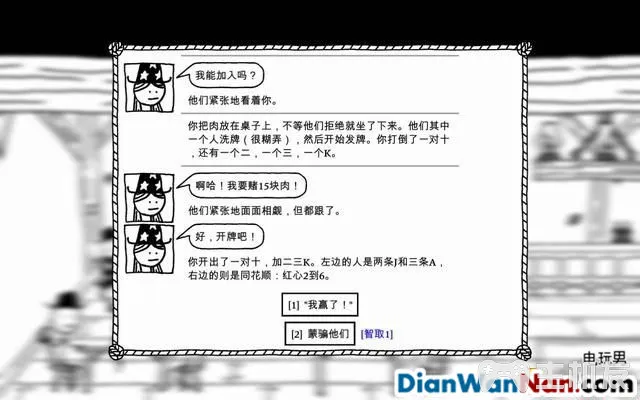 我能加入吗？
他们紧张地看着你。
你把肉放在桌子上，不等他们拒绝就坐了下来。他们其中
一个人洗牌（很糊弄），然后开始发牌。你打倒了一对十
，还有一个二，一个三，一个K。
啊哈！我要赌15块肉！
他们紧张地面面相觑，但都跟了。
好，开牌吧！
你开出了一对十，加二三K。左边的人是两条J和三条A，
右边的则是同花顺：红心2到6。
[1] "我赢了！"
[2] 蒙骗他们 [智取1]
电玩男
DianWanNan.com